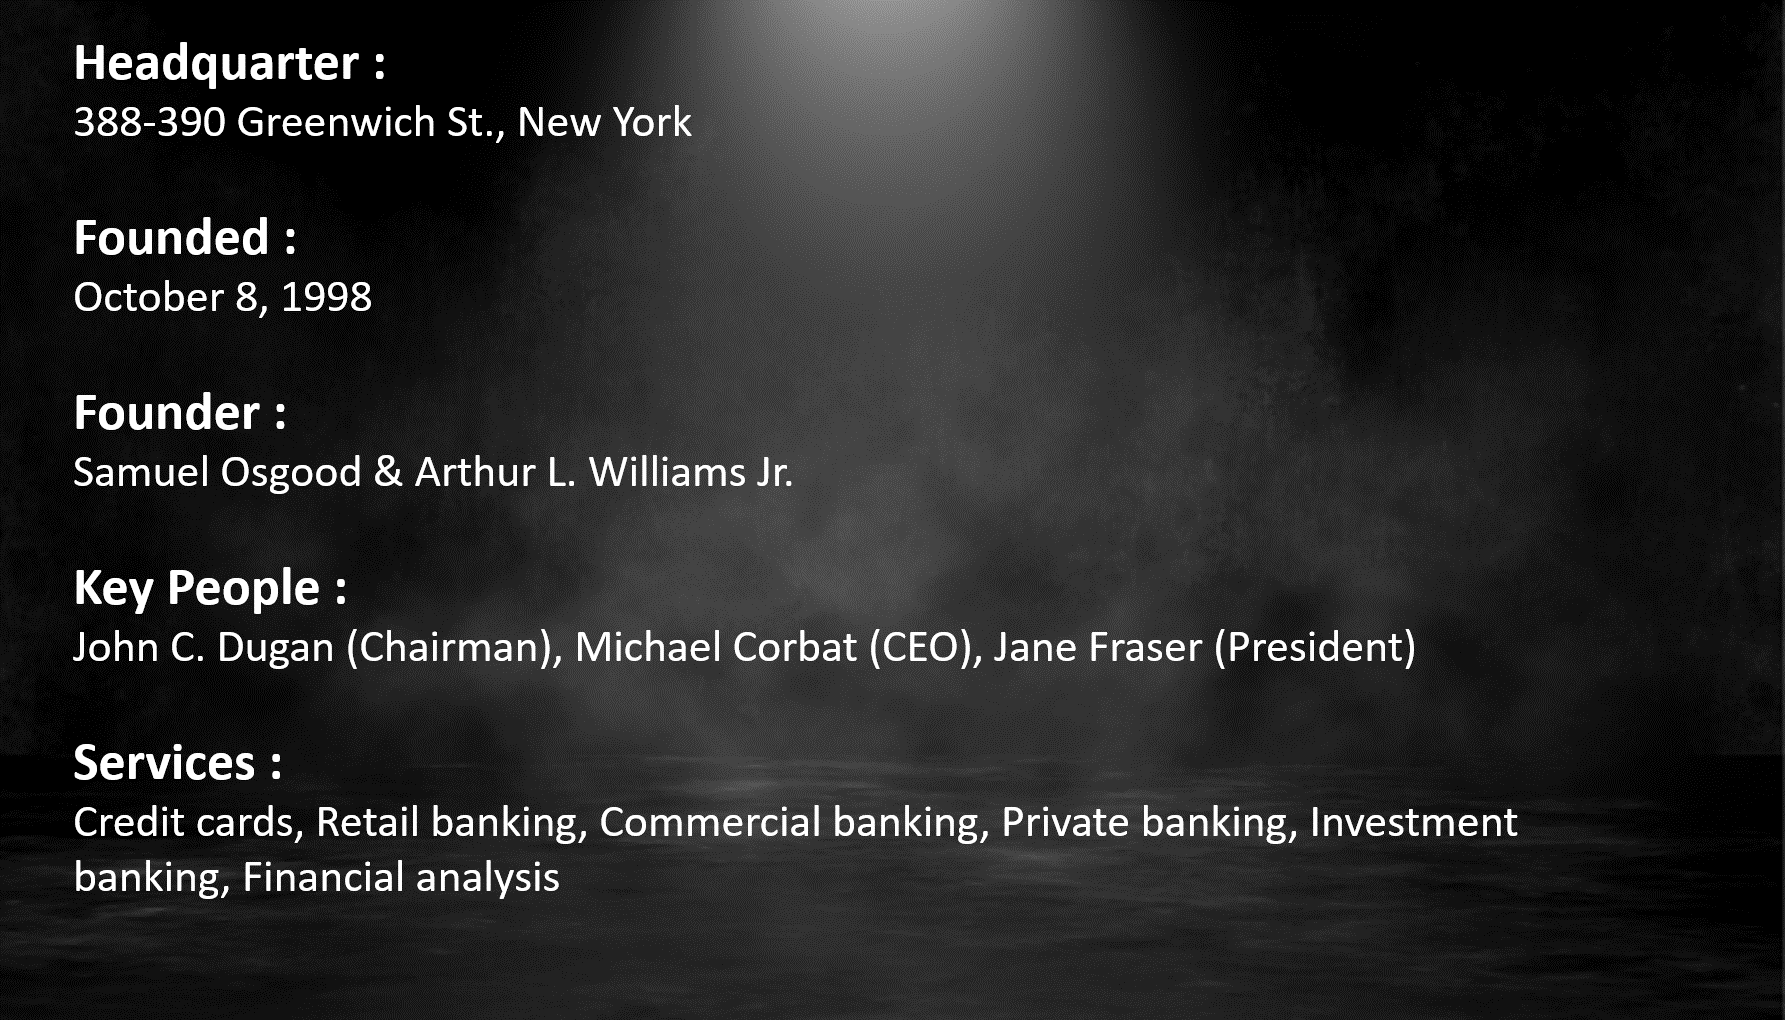 Headquarter :
388-390 Greenwich St., New York
Founded :
October 8, 1998
Founder :
Samuel Osgood & Arthur L. Williams Jr.
Key People :
John C. Dugan (Chairman), Michael Corbat (CEO), Jane Fraser (President)
Services :
Credit cards, Retail banking, Commercial banking, Private banking, Investment
banking, Financial analysis